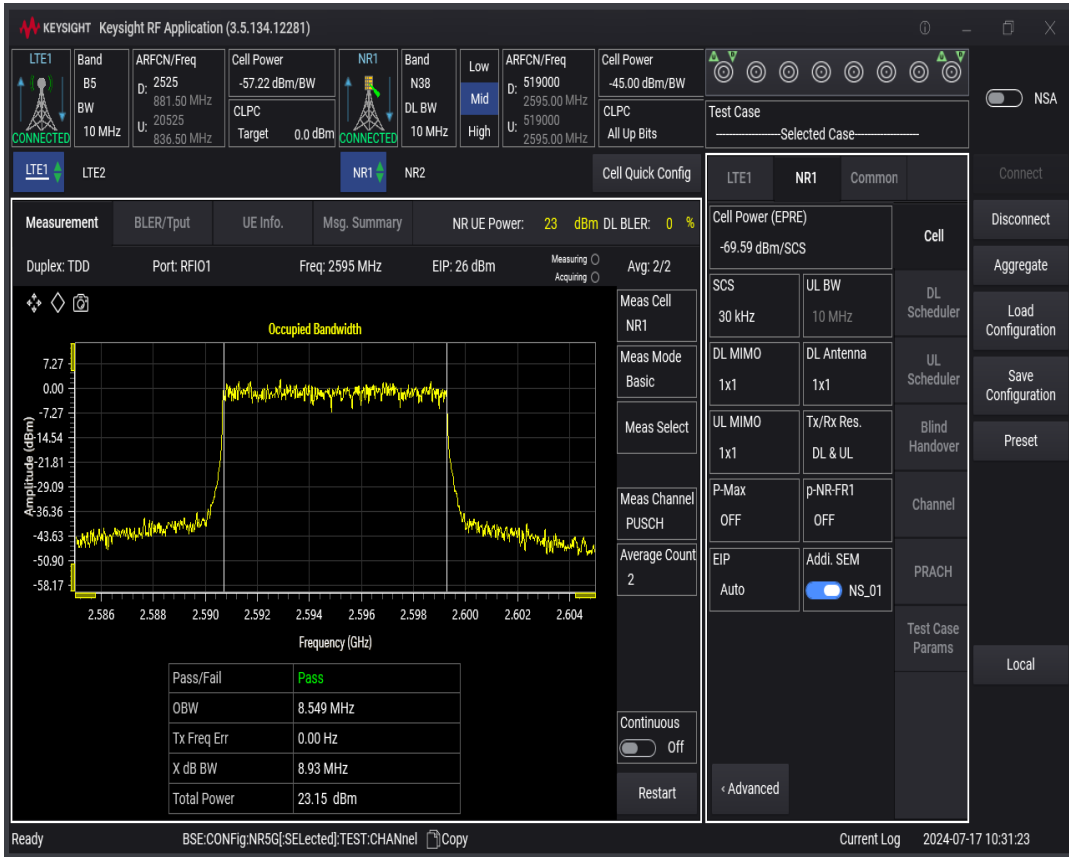 KEYSIGHT Keysight RF Application (3.5.134.12281)
LTE1 Band ARFCN/Freq Cell Power NR1 Band Low ARFCN/Freq Cell Power
B5 D: 2525 -57.22 dBm/BW N38 D: 519000 -45.00 dBm/BW
881.50 MHz 2595.00 MHz
BW CLPC DL BW Mid CLPC
U: 20525 U: 519000
CONNECTED 10 MHz 836.50 MHz Target 0.0 dBm CONNECTED 10 MHz High 2595.00 MHz All Up Bits
A V A V
Test Case
Selected Case
NSA
LTE1 LTE2 NR1 NR2 Cell Quick Config
LTE1 NR1 Common
Connect
Measurement BLER/Tput UE Info. Msg. Summary NR UE Power: 23 dBm DL BLER: 0 %
Duplex: TDD Port: RFIO1 Freq: 2595 MHz EIP: 26 dBm Measuring Avg: 2/2
Acquiring
Occupied Bandwidth
Amplitude (dBm)
7.27
0.00
-7.27
-14.54
-21.81
-29.09
-36.36
-43.63
-50.90
-58.17
2.586 2.588 2.590 2.592 2.594 2.596 2.598 2.600 2.602 2.604
Frequency (GHz)
Pass/Fail Pass
OBW 8.549 MHz
Tx Freq Err 0.00 Hz
X dB BW 8.93 MHz
Total Power 23.15 dBm
Meas Cell
NR1
Meas Mode
Basic
Meas Select
Meas Channel
PUSCH
Average Count
2
Continuous
Off
Restart
Cell Power (EPRE)
-69.59 dBm/SCS
SCS UL BW
30 kHz 10 MHz
DL MIMO DL Antenna
1x1 1x1
UL MIMO Tx/Rx Res.
1x1 DL & UL
P-Max p-NR-FR1
OFF OFF
EIP Addi. SEM
Auto NS_01
‹ Advanced
Cell
DL
Scheduler
UL
Scheduler
Blind
Handover
Channel
PRACH
Test Case
Params
Disconnect
Aggregate
Load
Configuration
Save
Configuration
Preset
Local
Ready BSE:CONFig:NR5G[:SELected]:TEST:CHANnel Copy Current Log 2024-07-17 10:31:23